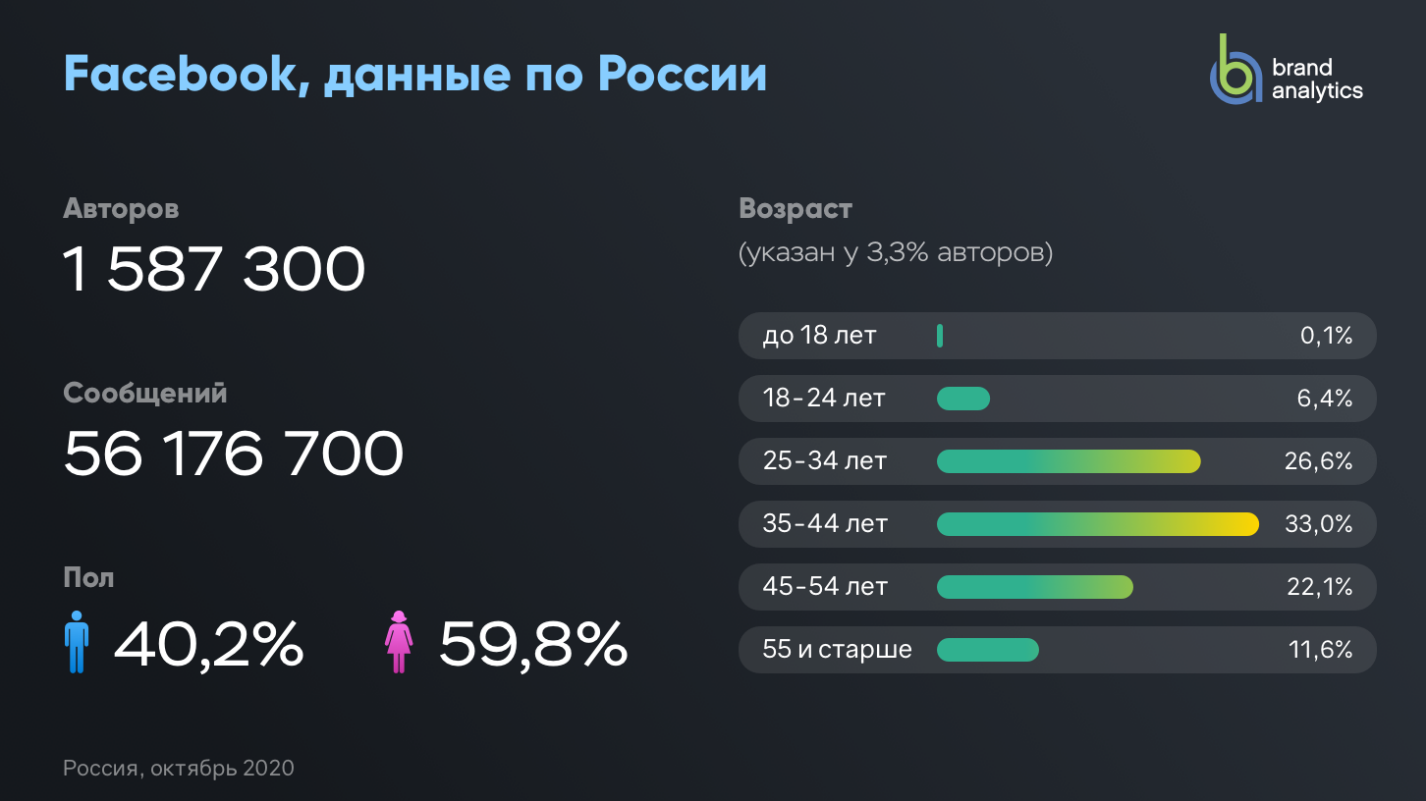 Facebook, данные по России
brand
analytics
Авторов
1 587 300
Сообщений
56 176 700
Пол
40,2%
59,8%
Возраст
(указан у 3,3% авторов)
до 18 лет 0,1%
18-24 лет 6,4%
25-34 лет 26,6%
35-44 лет 33,0%
45-54 лет 22,1%
55 и старше 11,6%
Россия, октябрь 2020